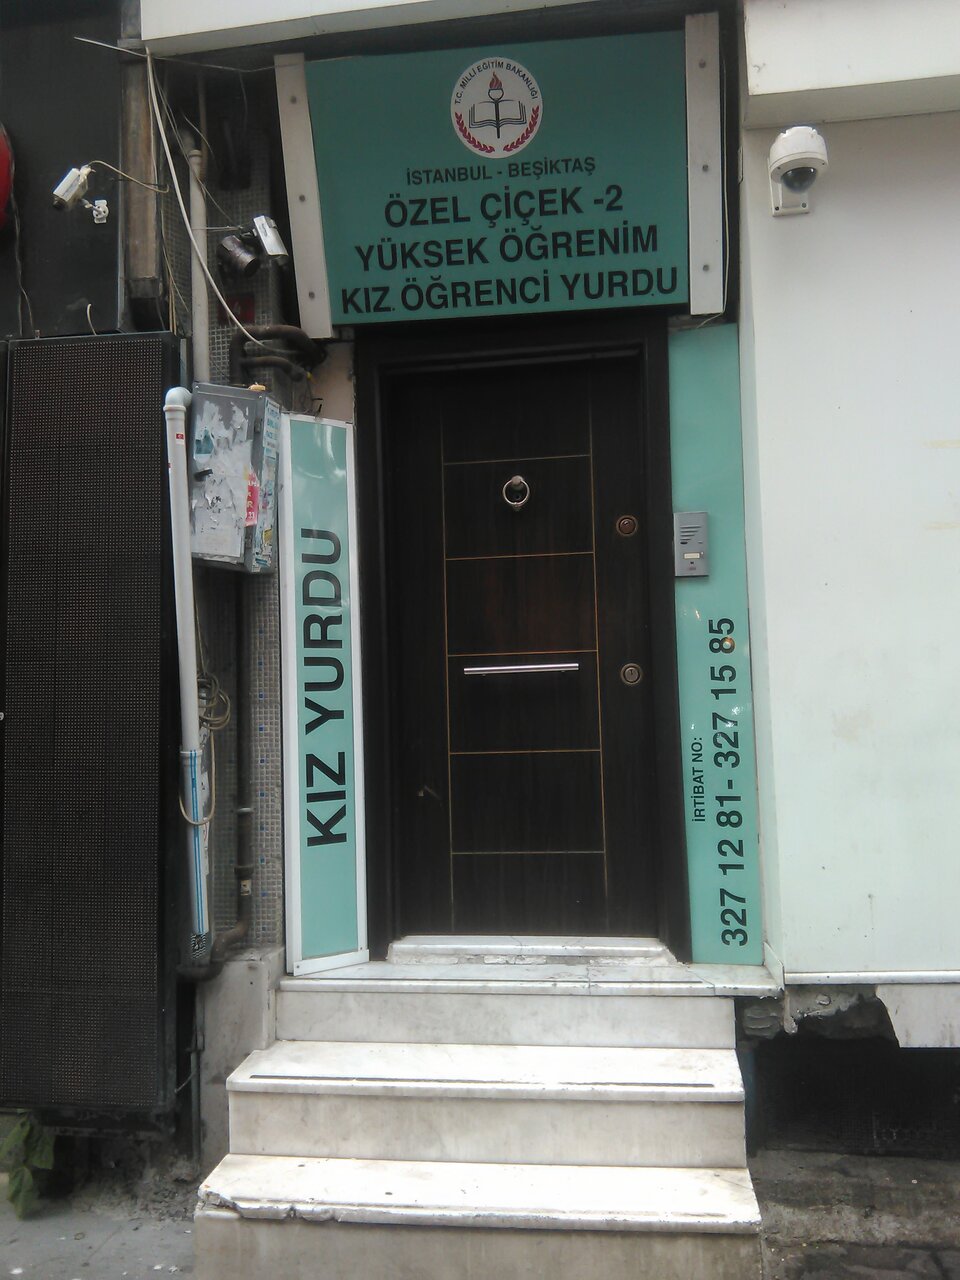 T.C. MİLLÎ EĞİTİM BAKANLIĞI
İSTANBUL - BEŞİKTAŞ
ÖZEL ÇİÇEK -2
YÜKSEK ÖĞRENİM
KIZ ÖĞRENCİ YURDU
KIZ YURDU
İRTİBAT NO:
327 12 81- 327 15 85